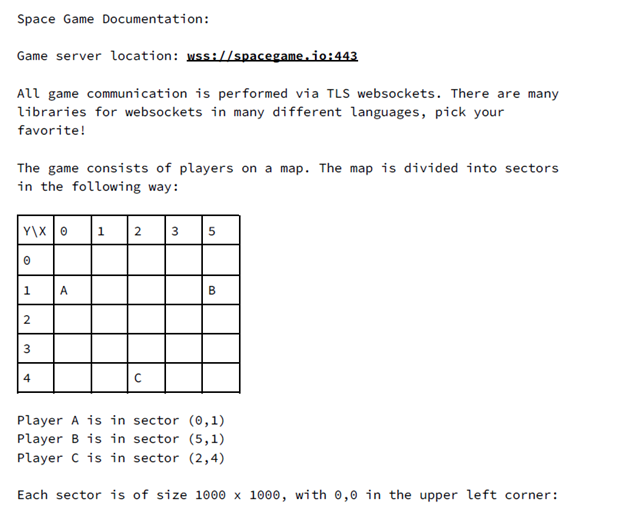 Space Game Documentation:
Game server location: wss://spacegame.io:443
All game communication is performed via TLS websockets. There are many
libraries for websockets in many different languages, pick your
favorite!
The game consists of players on a map. The map is divided into sectors
in the following way:
Y\X 0 1 2 3 5
0
1 A B
2
3
4 C
Player A is in sector (0,1)
Player B is in sector (5,1)
Player C is in sector (2,4)
Each sector is of size 1000 x 1000, with 0,0 in the upper left corner: